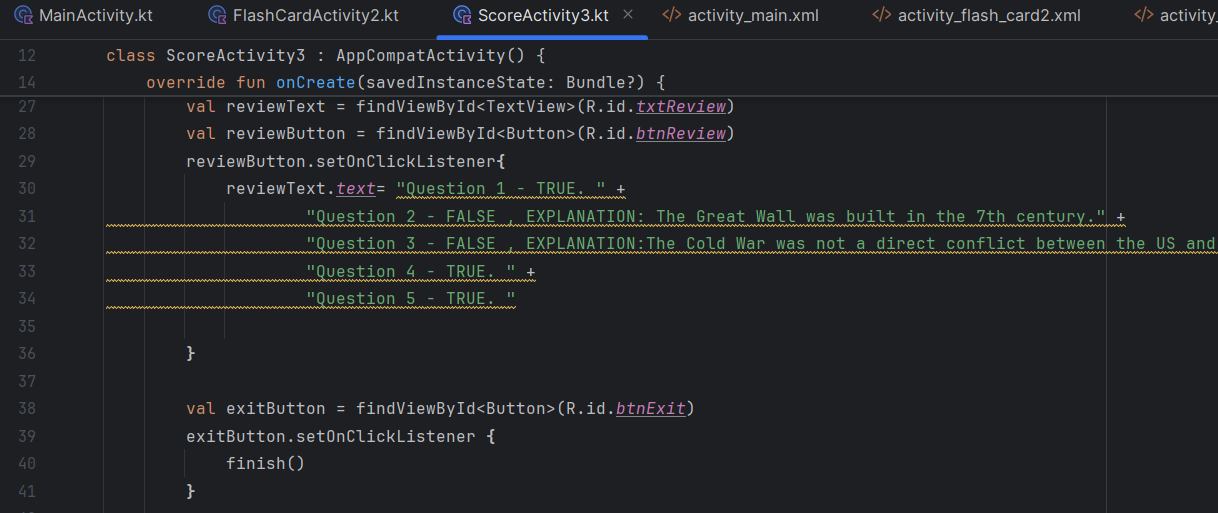 MainActivity.kt FlashCardActivity2.kt ScoreActivity3.kt activity_main.xml activity_flash_card2.xml activity_
12 class ScoreActivity3 : AppCompatActivity() {
14 override fun onCreate(savedInstanceState: Bundle?) {
27 val reviewText = findViewById<TextView>(R.id.txtReview)
28 val reviewButton = findViewById<Button>(R.id.btnReview)
29 reviewButton.setOnClickListener{
30 reviewText.text= "Question 1 - TRUE. " +
31 "Question 2 - FALSE , EXPLANATION: The Great Wall was built in the 7th century." +
32 "Question 3 - FALSE , EXPLANATION:The Cold War was not a direct conflict between the US and
33 "Question 4 - TRUE. " +
34 "Question 5 - TRUE. "
35
36 }
37
38 val exitButton = findViewById<Button>(R.id.btnExit)
39 exitButton.setOnClickListener {
40 finish()
41 }